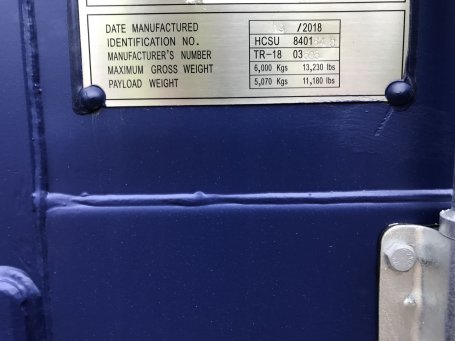 DATE MANUFACTURED /2018
IDENTIFICATION NO. HCSU 8401
MANUFACTURER'S NUMBER TR-18 03
MAXIMUM GROSS WEIGHT 6,000 Kgs 13,230 lbs
PAYLOAD WEIGHT 5,070 Kgs 11,180 lbs